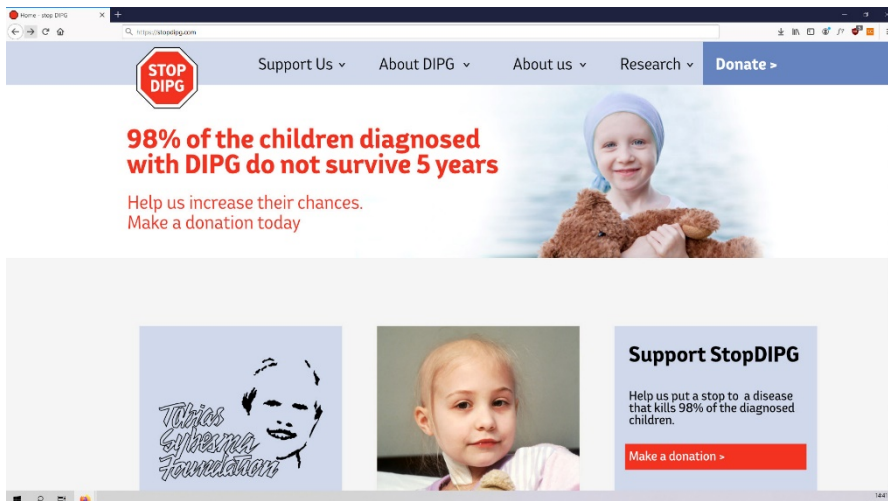 Home - stop DIPG
https://stopdipg.com
STOP
DIPG
Support Us
About DIPG
About us
Research
Donate >
98% of the children diagnosed
with DIPG do not survive 5 years
Help us increase their chances.
Make a donation today
Tobias
Sybesma
Foundation
Support StopDIPG
Help us put a stop to a disease
that kills 98% of the diagnosed
children.
Make a donation >